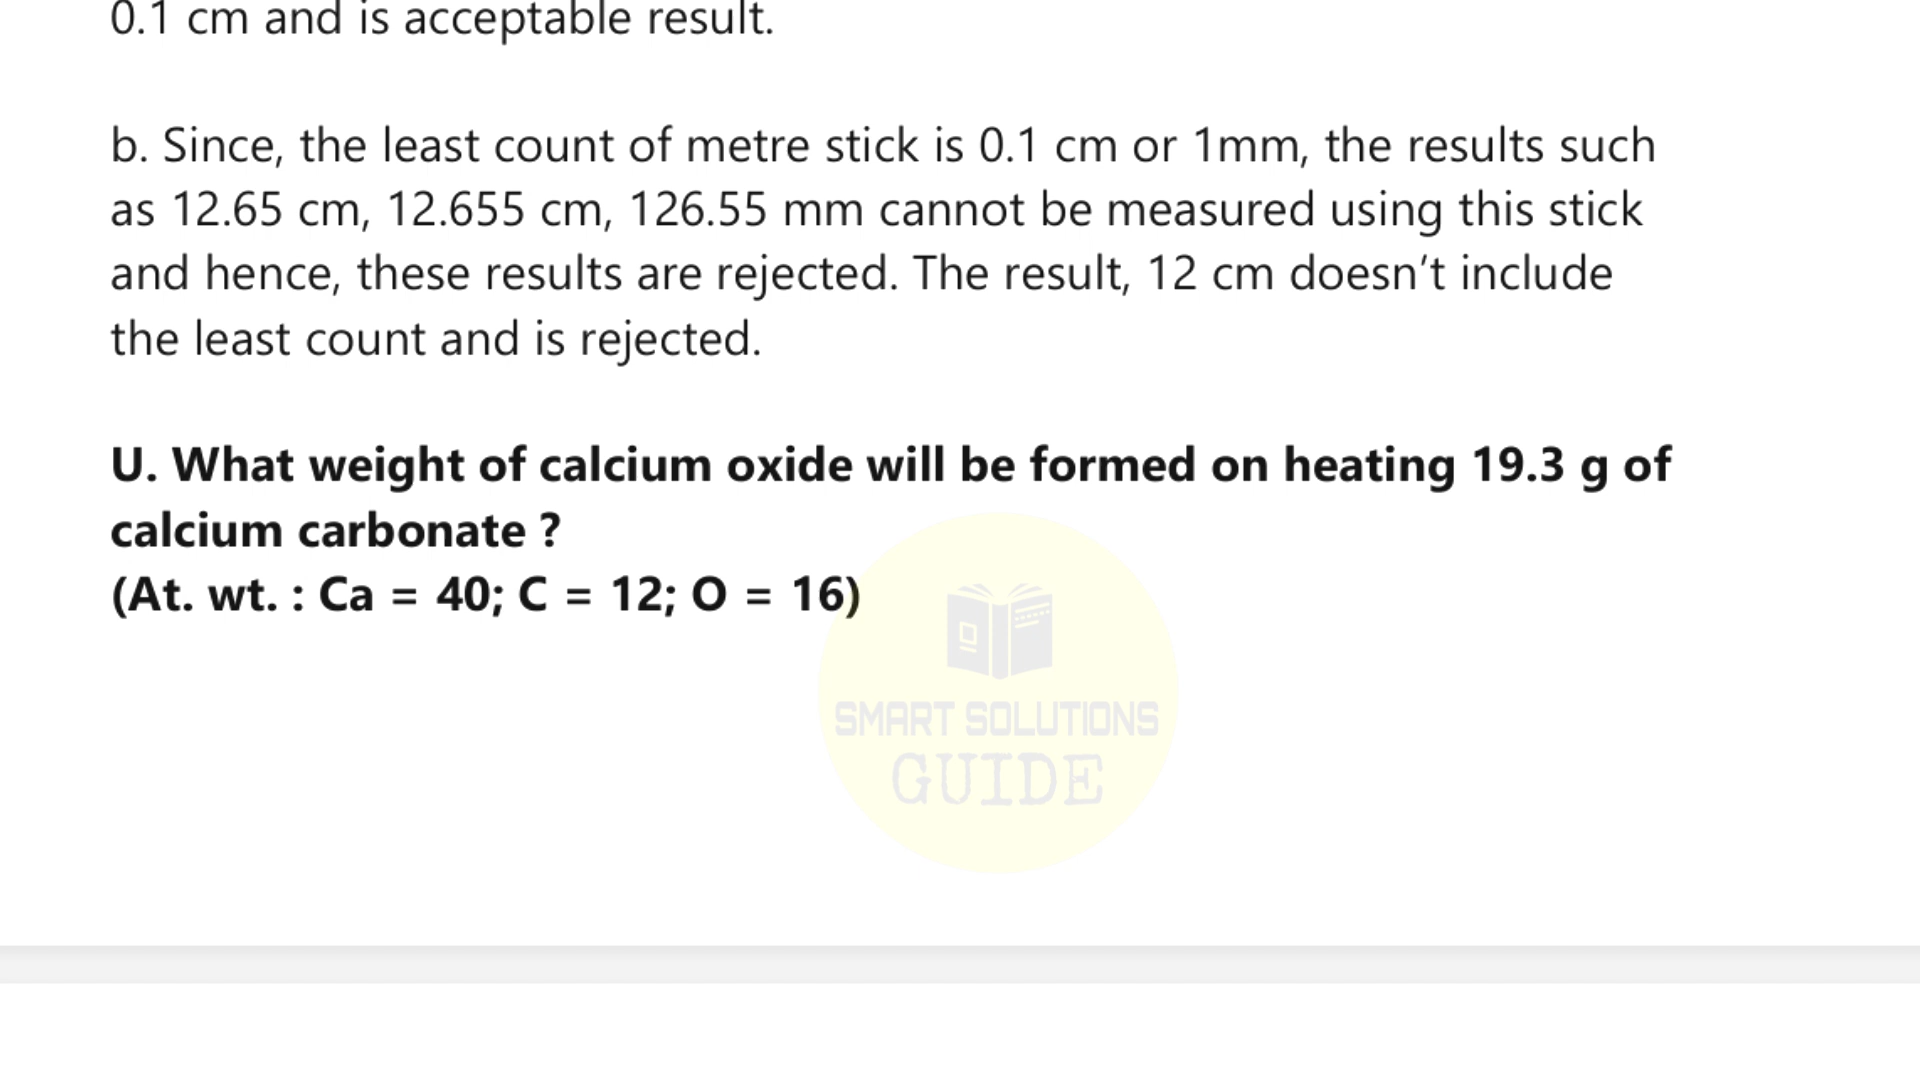 0.1 cm and is acceptable result.
b. Since, the least count of metre stick is 0.1 cm or 1mm, the results such
as 12.65 cm, 12.655 cm, 126.55 mm cannot be measured using this stick
and hence, these results are rejected. The result, 12 cm doesn’t include
the least count and is rejected.
U. What weight of calcium oxide will be formed on heating 19.3 g of
calcium carbonate ?
(At. wt. : Ca = 40; C = 12; O = 16)
SMART SOLUTIONS
GUIDE